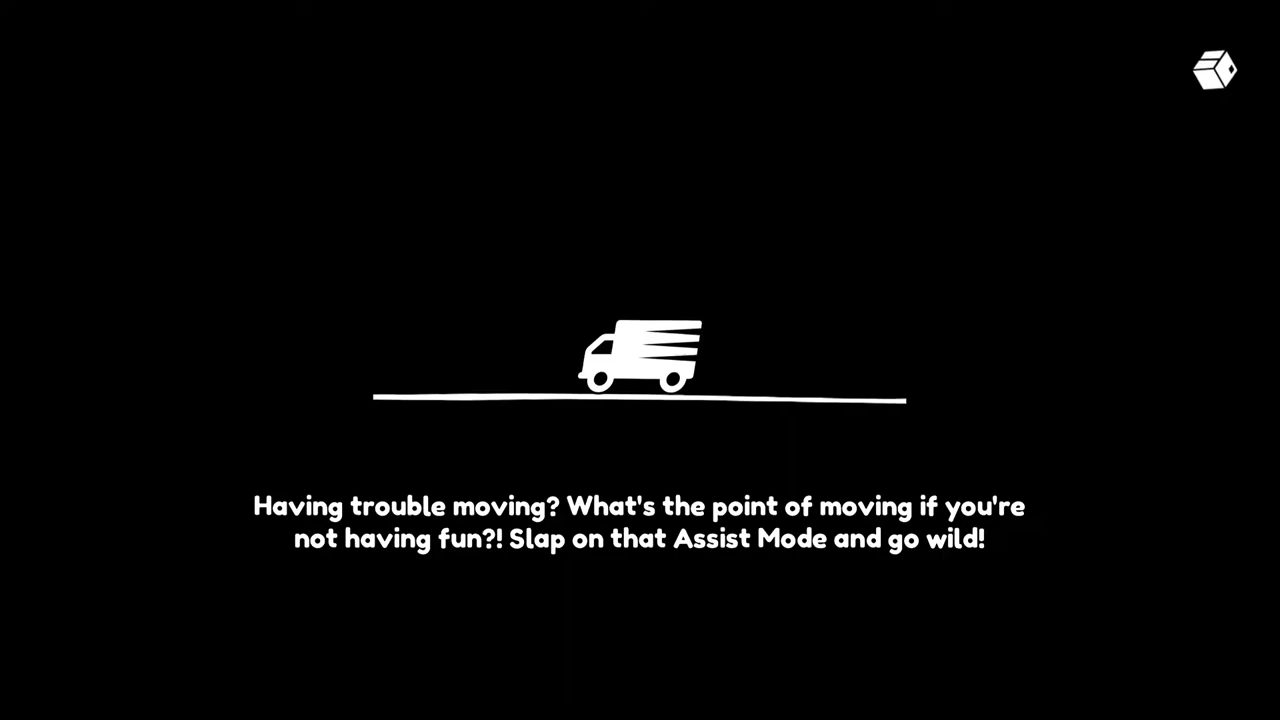 Having trouble moving? What's the point of moving if you're
not having fun?! Slap on that Assist Mode and go wild!